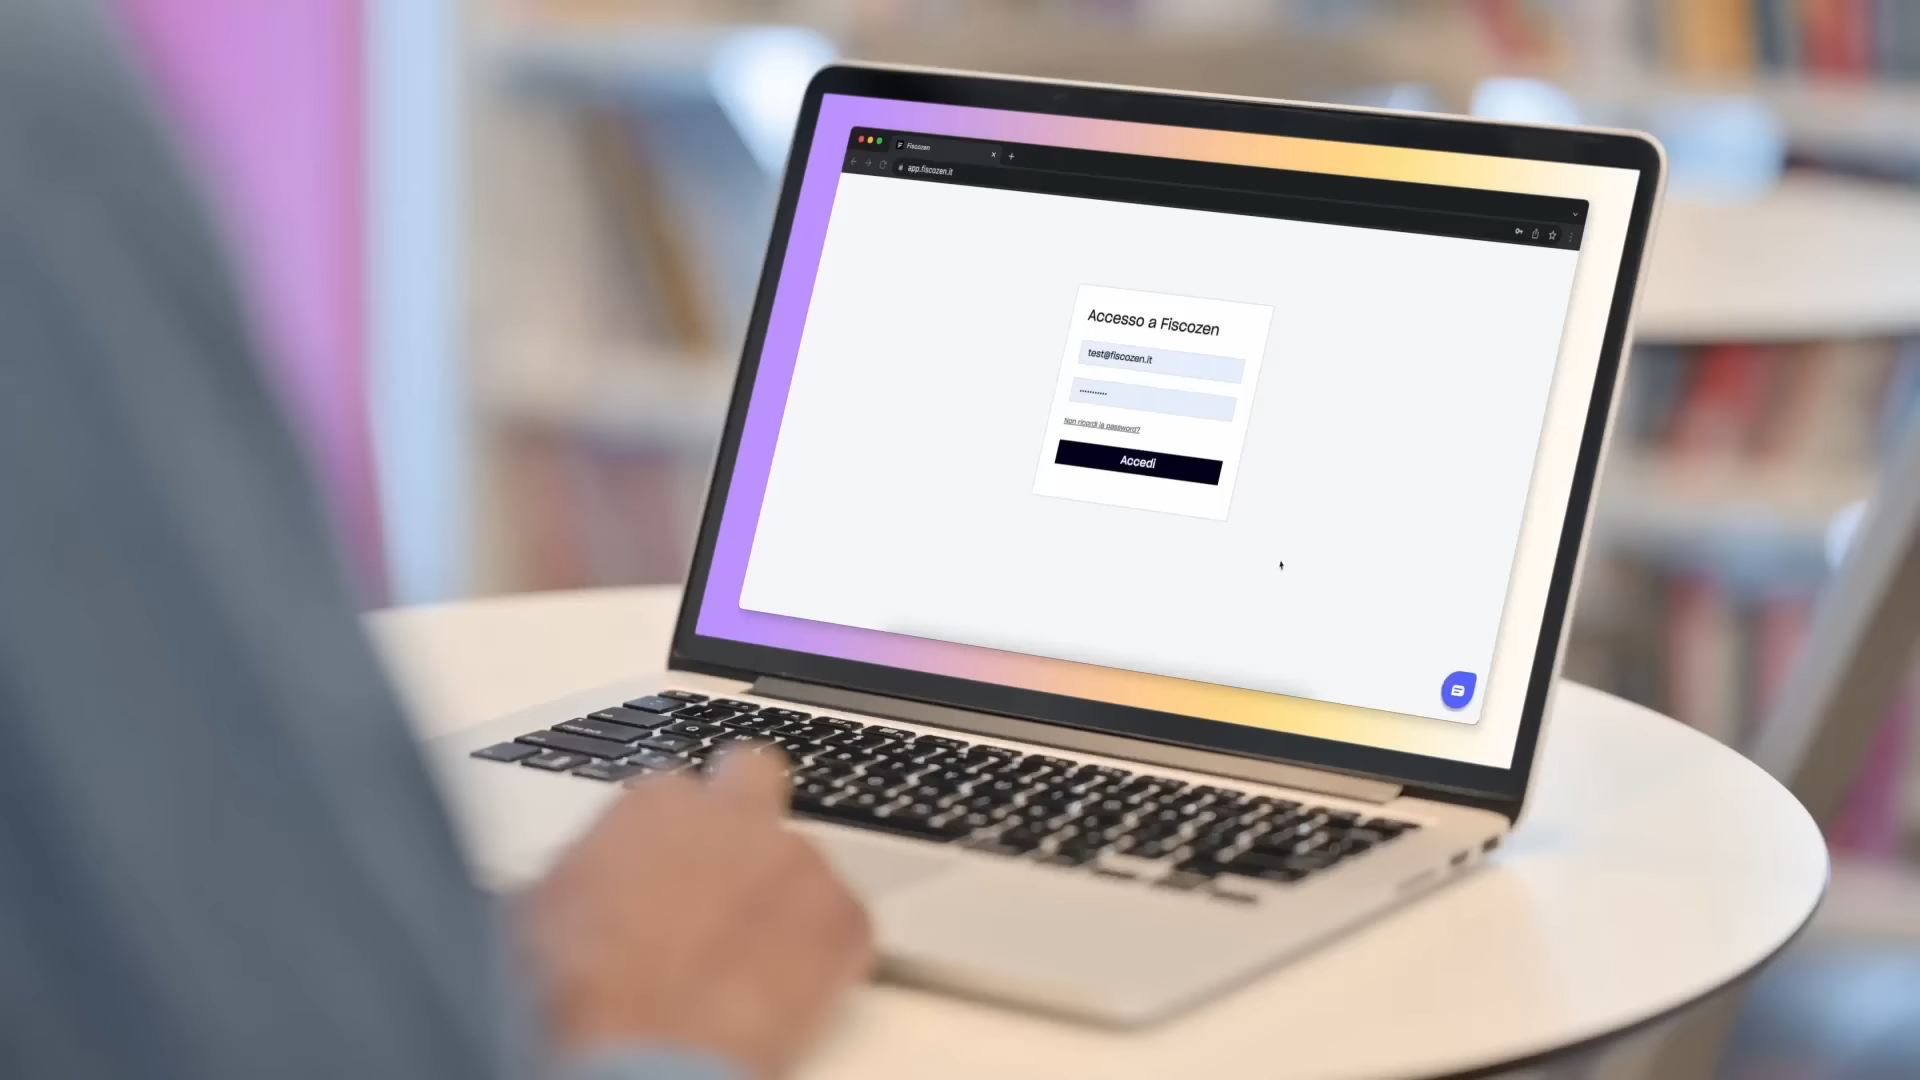 Fiscozen
app.fiscozen.it
Accesso a Fiscozen
test@fiscozen.it
Non ricordi la password?
Accedi